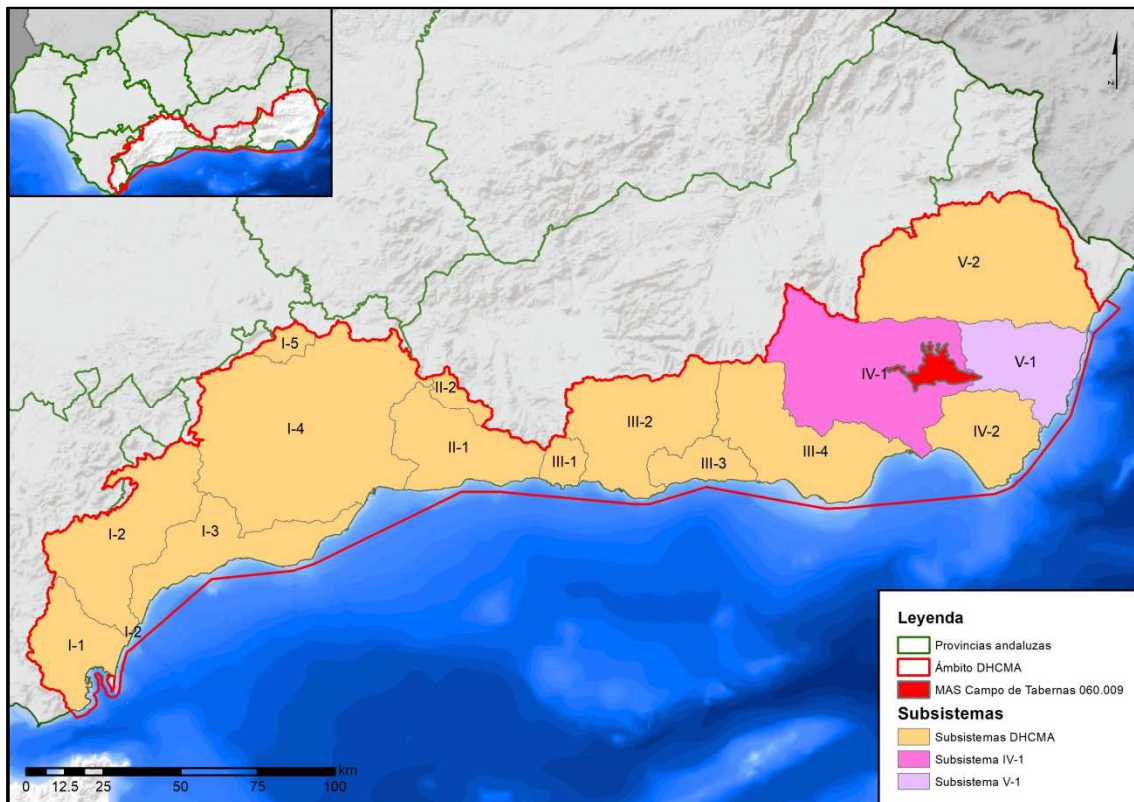 N
V-2
I-5
V-1
IV-1
II-2
III-2
I-4
IV-2
II-1
III-1
III-3
III-4
I-2
I-3
I-1
I-2
Leyenda
Provincias andaluzas
Ámbito DHCMA
MAS Campo de Tabernas 060.009
Subsistemas
Subsistemas DHCMA
Subsistema IV-1
Subsistema V-1
km
0 12.5 25 50 75 100